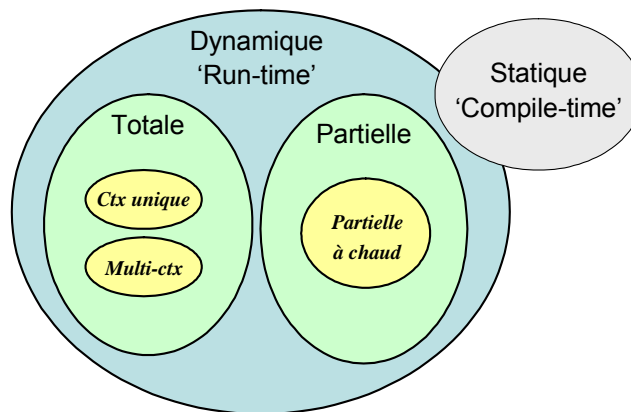 Dynamique
‘Run-time’
Statique
‘Compile-time’
Totale
Partielle
Ctx unique
Multi-ctx
Partielle
à chaud